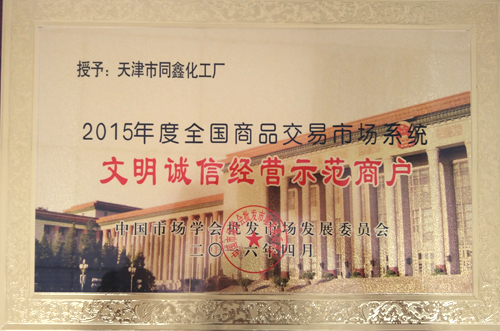 授予：天津市同鑫化工厂
2015年度全国商品交易市场系统
文明诚信经营示范商户
中国市场学会批发市场发展委员会
二〇一六年四月